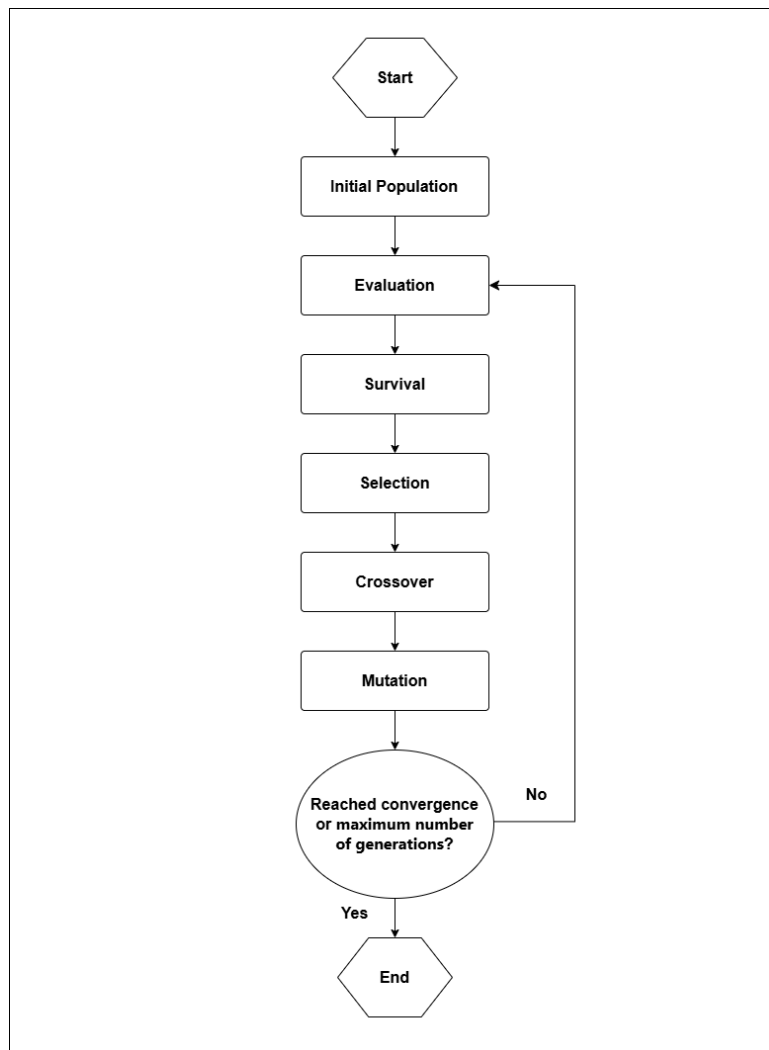 Start
Initial Population
Evaluation
Survival
Selection
Crossover
Mutation
Reached convergence
or maximum number
of generations?
No
Yes
End